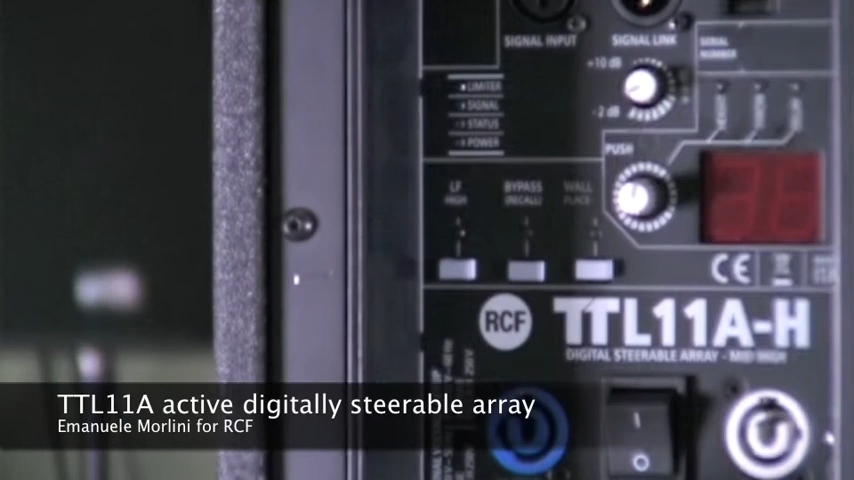 SIGNAL INPUT
SIGNAL LINK
SERIAL
NUMBER
+10 dB
-2 dB
LIMITER
SIGNAL
STATUS
POWER
PUSH
LF
HIGH
BYPASS
(RECALL)
WALL
PLACE
CE
RCF
TTL11A-H
DIGITAL STEERABLE ARRAY - MID HIGH
TTL11A active digitally steerable array
Emanuele Morlini for RCF
I
O